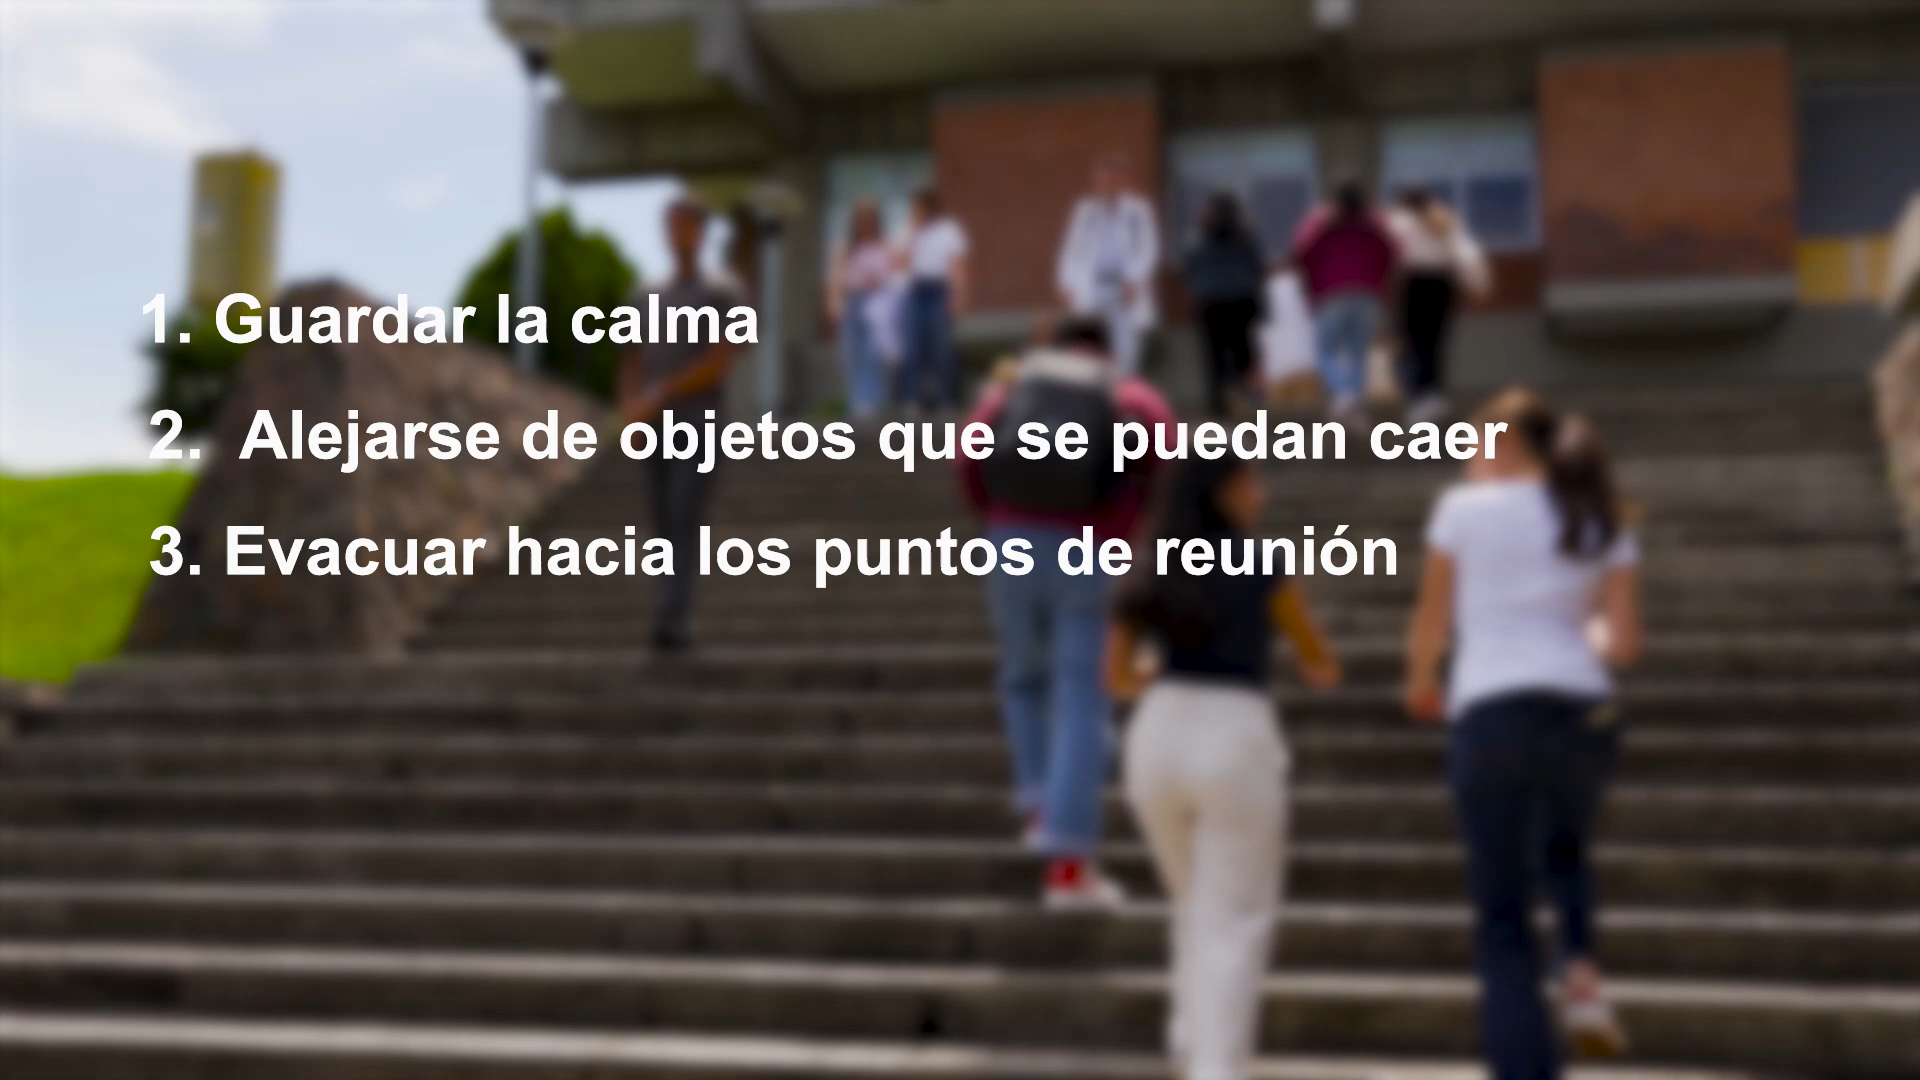 1. Guardar la calma
2. Alejarse de objetos que se puedan caer
3. Evacuar hacia los puntos de reunión